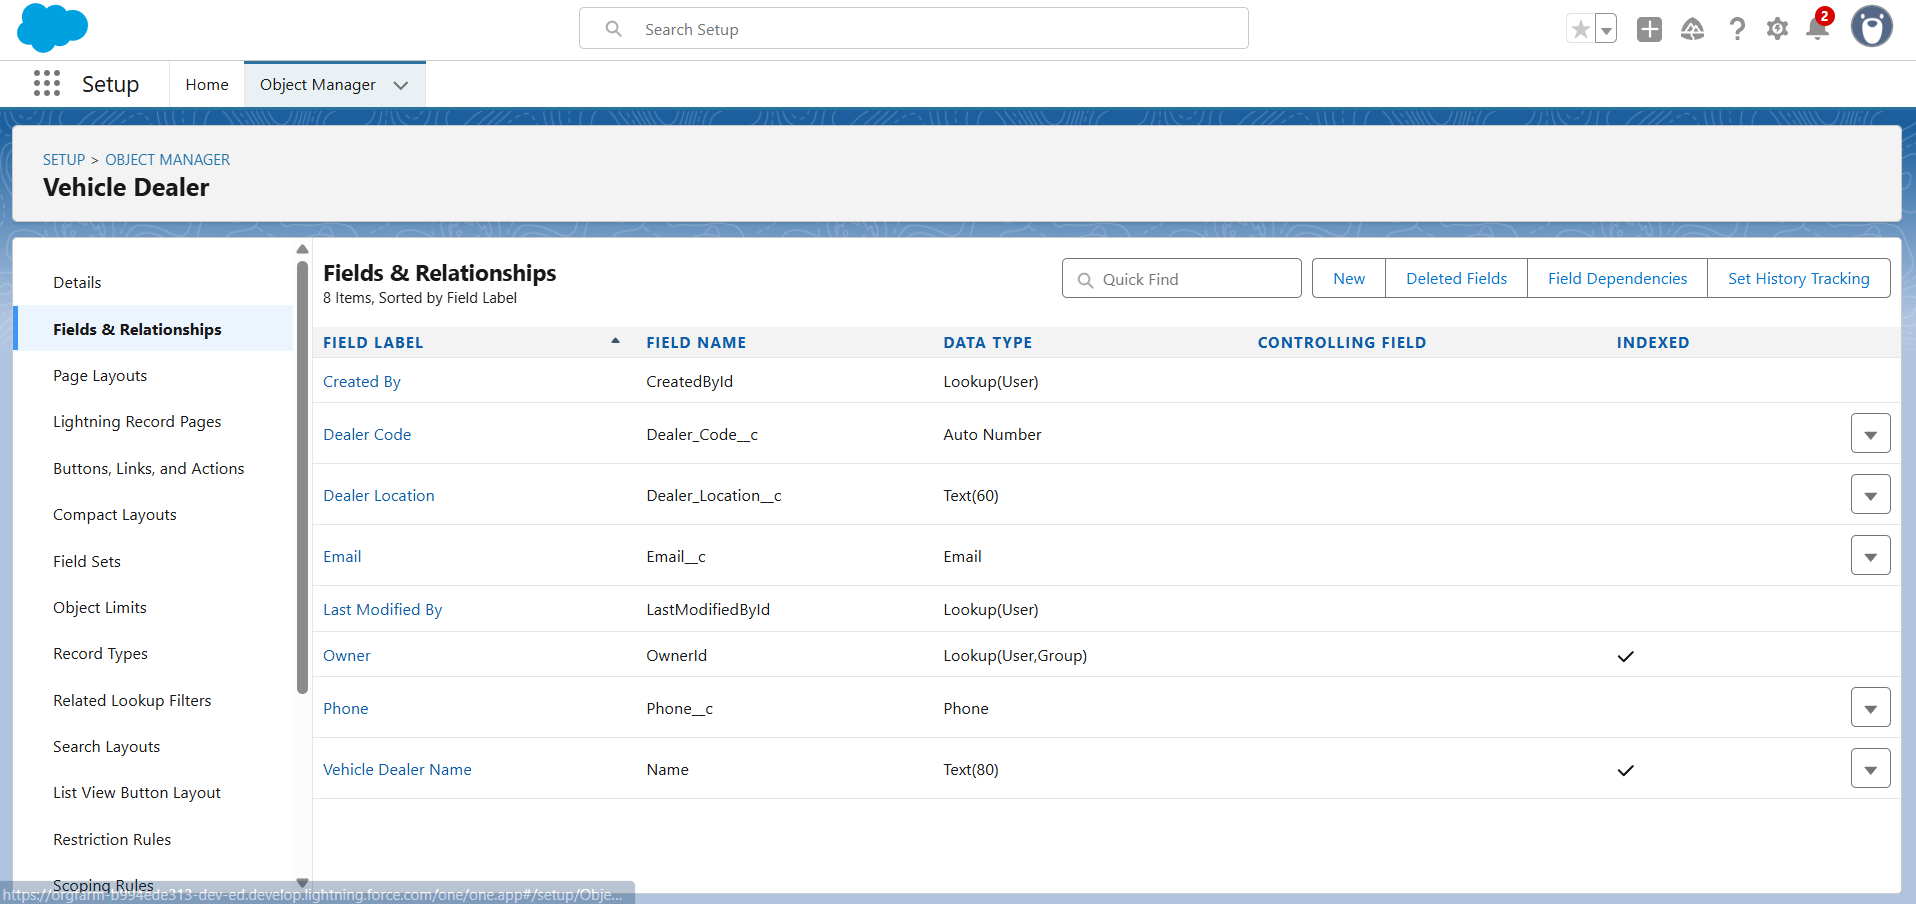 Search Setup
2
Setup
Home
Object Manager
SETUP > OBJECT MANAGER
Vehicle Dealer
Details
Fields & Relationships
Page Layouts
Lightning Record Pages
Buttons, Links, and Actions
Compact Layouts
Field Sets
Object Limits
Record Types
Related Lookup Filters
Search Layouts
List View Button Layout
Restriction Rules
Scoping Rules
Fields & Relationships
8 Items, Sorted by Field Label
Quick Find
New
Deleted Fields
Field Dependencies
Set History Tracking
FIELD LABEL FIELD NAME DATA TYPE CONTROLLING FIELD INDEXED
Created By CreatedById Lookup(User)
Dealer Code Dealer_Code__c Auto Number
Dealer Location Dealer_Location__c Text(60)
Email Email__c Email
Last Modified By LastModifiedById Lookup(User)
Owner OwnerId Lookup(User,Group)
Phone Phone__c Phone
Vehicle Dealer Name Name Text(80)
https://orgfarm-b994ede313-dev-ed.develop.lightning.force.com/one/one.app#/setup/Obje...